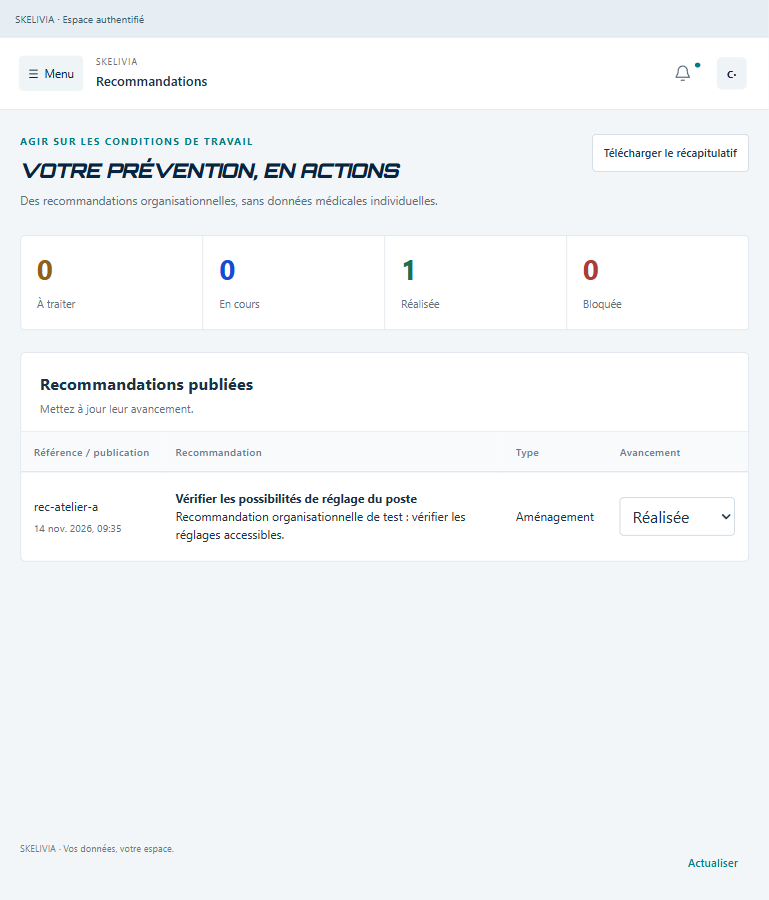 SKELIVIA · Espace authentifié
☰ Menu
SKELIVIA
Recommandations
C·
AGIR SUR LES CONDITIONS DE TRAVAIL
VOTRE PRÉVENTION, EN ACTIONS
Des recommandations organisationnelles, sans données médicales individuelles.
Télécharger le récapitulatif
0
À traiter
0
En cours
1
Réalisée
0
Bloquée
Recommandations publiées
Mettez à jour leur avancement.
Référence / publication Recommandation Type Avancement
rec-atelier-a
14 nov. 2026, 09:35
Vérifier les possibilités de réglage du poste
Recommandation organisationnelle de test : vérifier les
réglages accessibles.
Aménagement
Réalisée
SKELIVIA · Vos données, votre espace.
Actualiser